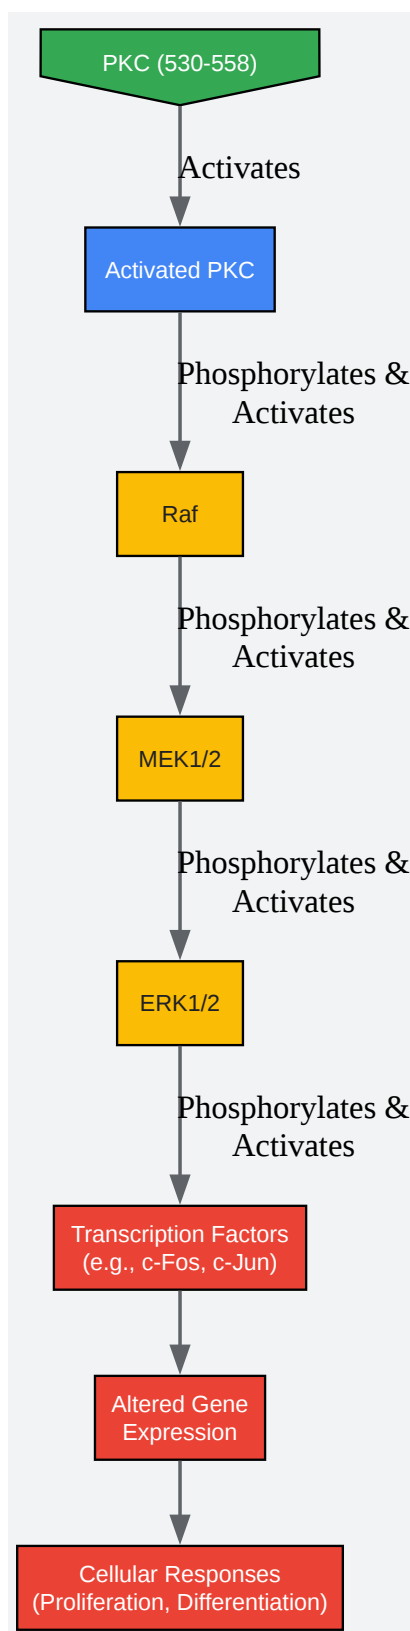 PKC (530-558)
Activates
Activated PKC
Phosphorylates &
Activates
Raf
Phosphorylates &
Activates
MEK1/2
Phosphorylates &
Activates
ERK1/2
Phosphorylates &
Activates
Transcription Factors
(e.g., c-Fos, c-Jun)
Altered Gene
Expression
Cellular Responses
(Proliferation, Differentiation)